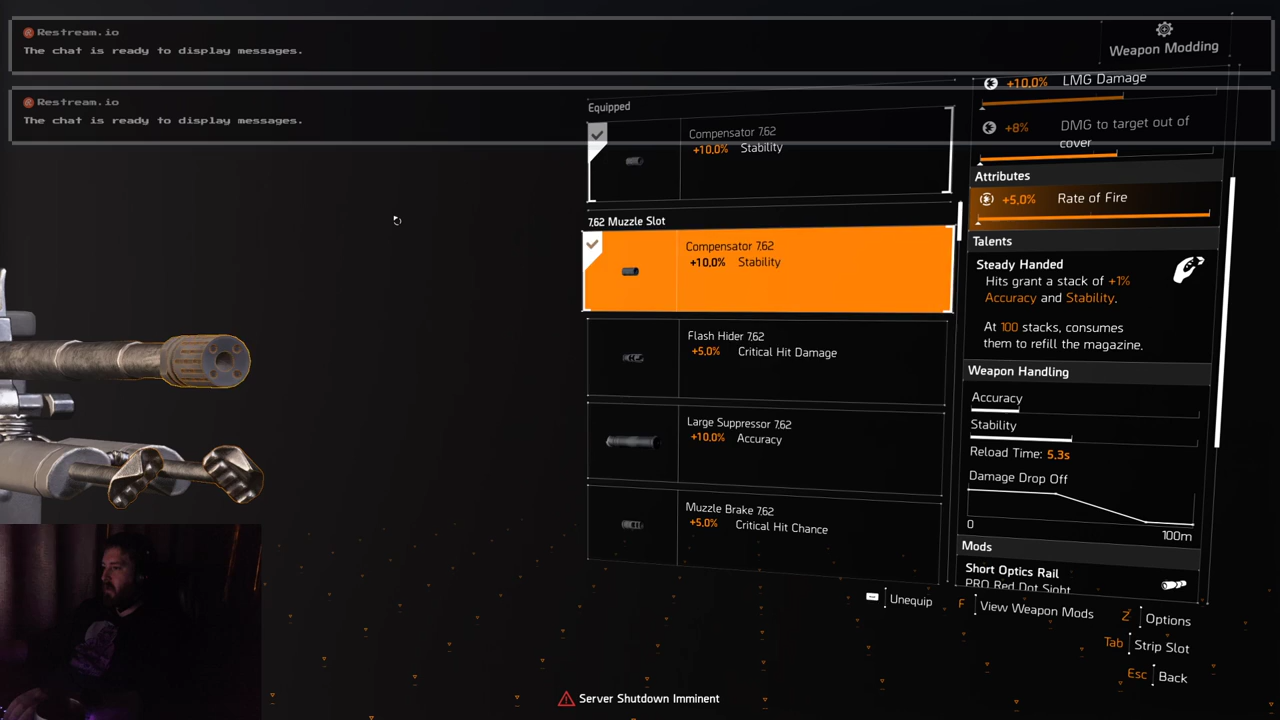 Restream.io
The chat is ready to display messages.
Restream.io
The chat is ready to display messages.
Weapon Modding
Equipped
Compensator 7.62
+10.0% Stability
7.62 Muzzle Slot
Compensator 7.62
+10.0% Stability
Flash Hider 7.62
+5.0% Critical Hit Damage
Large Suppressor 7.62
+10.0% Accuracy
Muzzle Brake 7.62
+5.0% Critical Hit Chance
+10.0% LMG Damage
+8% DMG to target out of
cover
Attributes
+5.0% Rate of Fire
Talents
Steady Handed
Hits grant a stack of +1%
Accuracy and Stability.
At 100 stacks, consumes
them to refill the magazine.
Weapon Handling
Accuracy
Stability
Reload Time: 5.3s
Damage Drop Off
0 100m
Mods
Short Optics Rail
PRO Red Dot Sight
Unequip
F View Weapon Mods
Z Options
Tab Strip Slot
Esc Back
Server Shutdown Imminent